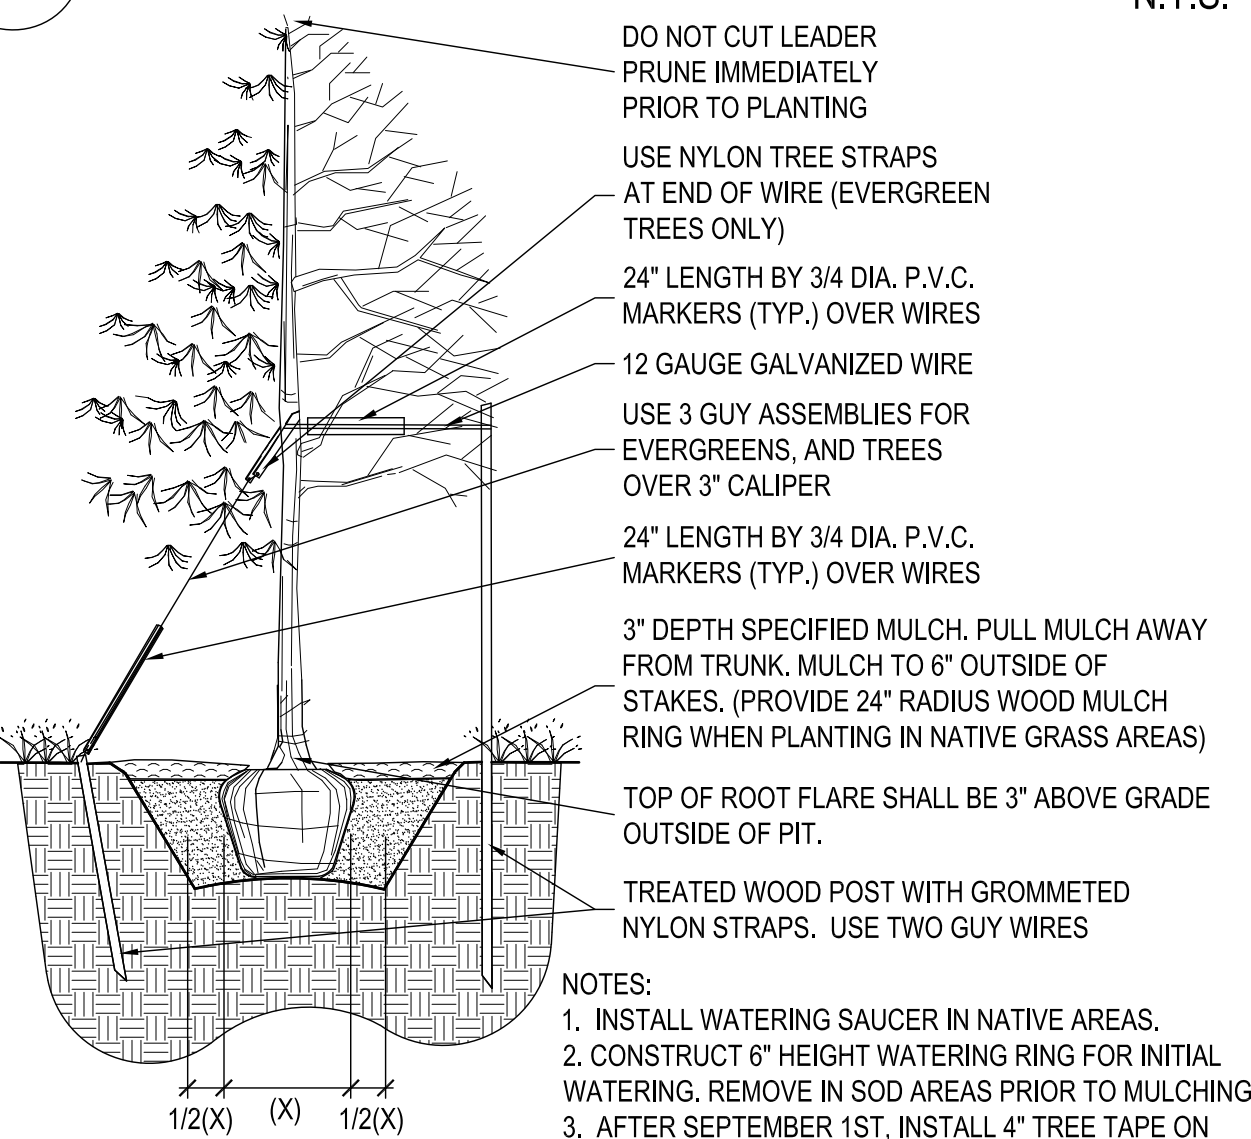 N.T.S.
DO NOT CUT LEADER
PRUNE IMMEDIATELY
PRIOR TO PLANTING
USE NYLON TREE STRAPS
AT END OF WIRE (EVERGREEN
TREES ONLY)
24" LENGTH BY 3/4 DIA. P.V.C.
MARKERS (TYP.) OVER WIRES
12 GAUGE GALVANIZED WIRE
USE 3 GUY ASSEMBLIES FOR
EVERGREENS, AND TREES
OVER 3" CALIPER
24" LENGTH BY 3/4 DIA. P.V.C.
MARKERS (TYP.) OVER WIRES
3" DEPTH SPECIFIED MULCH. PULL MULCH AWAY
FROM TRUNK. MULCH TO 6" OUTSIDE OF
STAKES. (PROVIDE 24" RADIUS WOOD MULCH
RING WHEN PLANTING IN NATIVE GRASS AREAS)
TOP OF ROOT FLARE SHALL BE 3" ABOVE GRADE
OUTSIDE OF PIT.
TREATED WOOD POST WITH GROMMETED
NYLON STRAPS. USE TWO GUY WIRES
NOTES:
1. INSTALL WATERING SAUCER IN NATIVE AREAS.
2. CONSTRUCT 6" HEIGHT WATERING RING FOR INITIAL
WATERING. REMOVE IN SOD AREAS PRIOR TO MULCHING
3. AFTER SEPTEMBER 1ST, INSTALL 4" TREE TAPE ON
1/2(X) (X) 1/2(X)